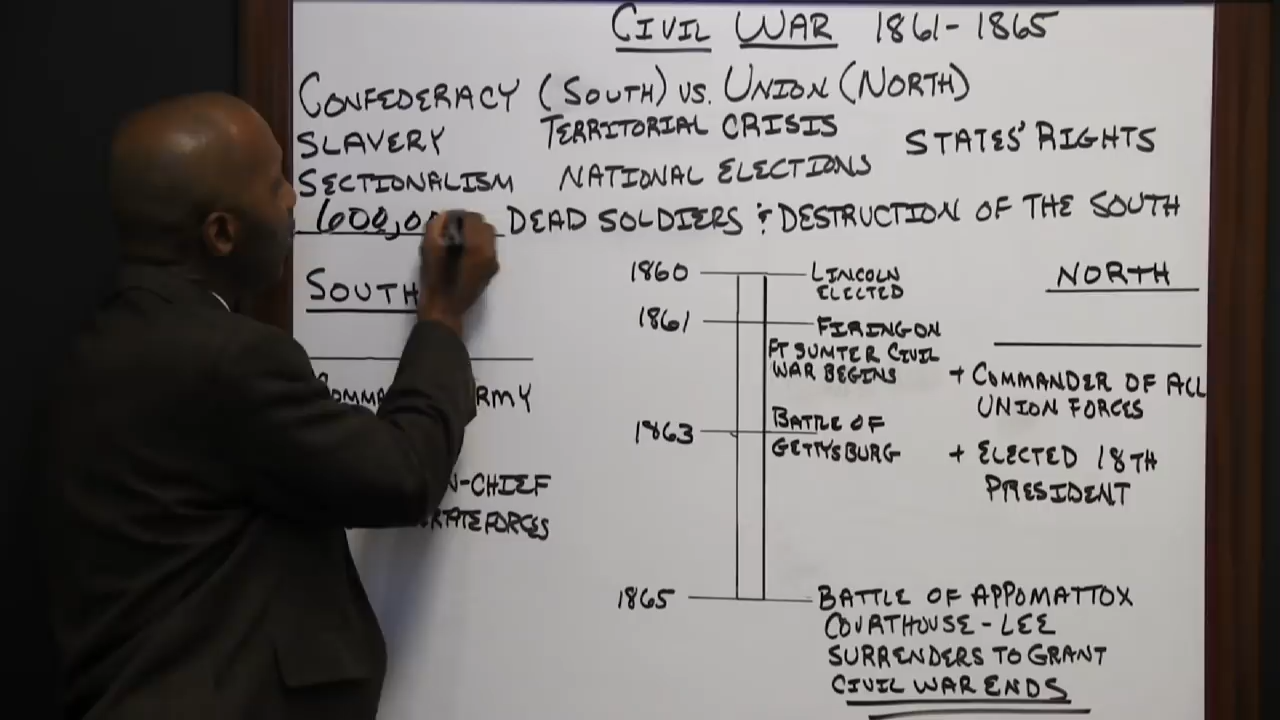 CIVIL WAR 1861-1865
CONFEDERACY (SOUTH) VS. UNION (NORTH)
SLAVERY TERRITORIAL CRISIS STATES' RIGHTS
SECTIONALISM NATIONAL ELECTIONS
DEAD SOLDIERS & DESTRUCTION OF THE SOUTH
SOUTH
1860 LINCOLN
ELECTED
1861 FIRING ON
FT SUMTER CIVIL
WAR BEGINS
1863 BATTLE OF
GETTYSBURG
1865 BATTLE OF APPOMATTOX
COURTHOUSE - LEE
SURRENDERS TO GRANT
CIVIL WAR ENDS
NORTH
+ COMMANDER OF ALL
UNION FORCES
+ ELECTED 18TH
PRESIDENT